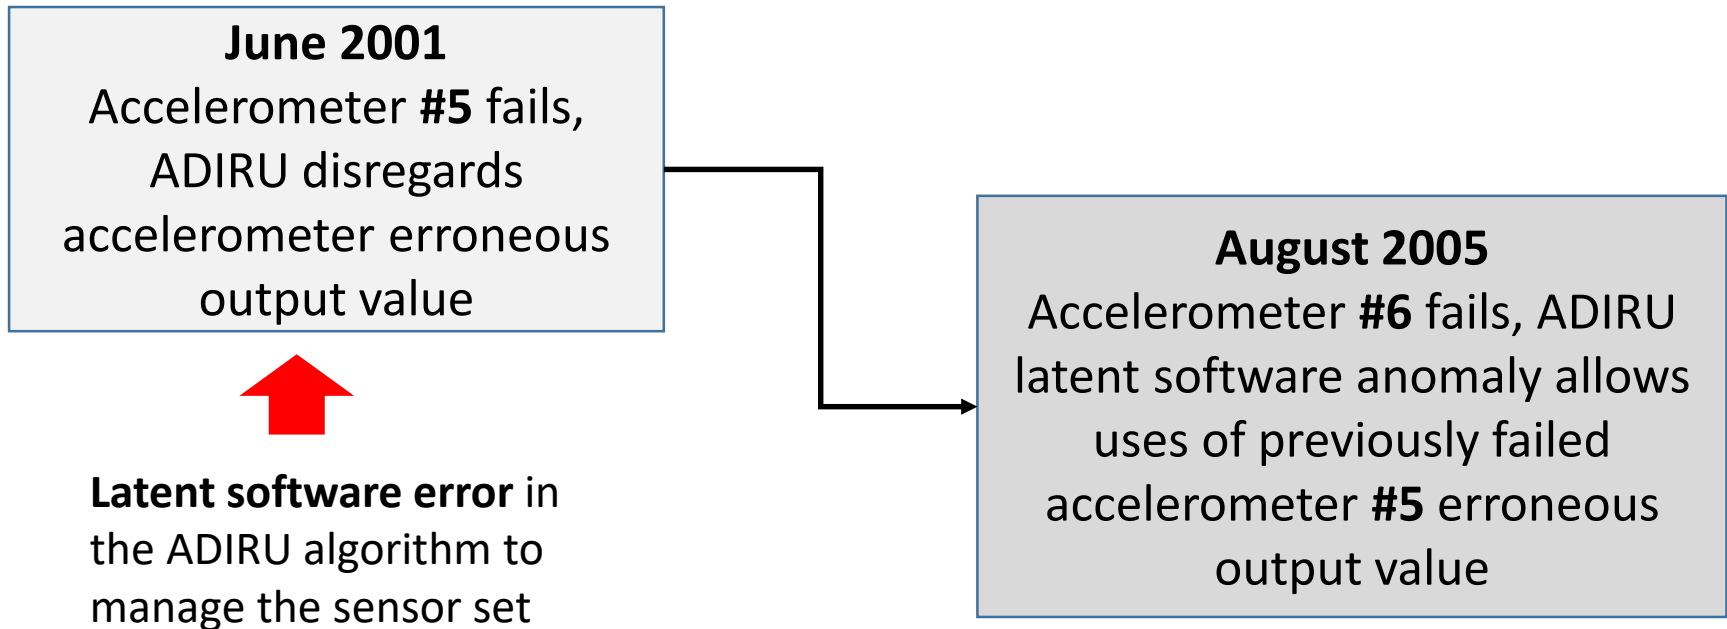 June 2001
Accelerometer #5 fails,
ADIRU disregards
accelerometer erroneous
output value
Latent software error in
the ADIRU algorithm to
manage the sensor set
August 2005
Accelerometer #6 fails, ADIRU
latent software anomaly allows
uses of previously failed
accelerometer #5 erroneous
output value